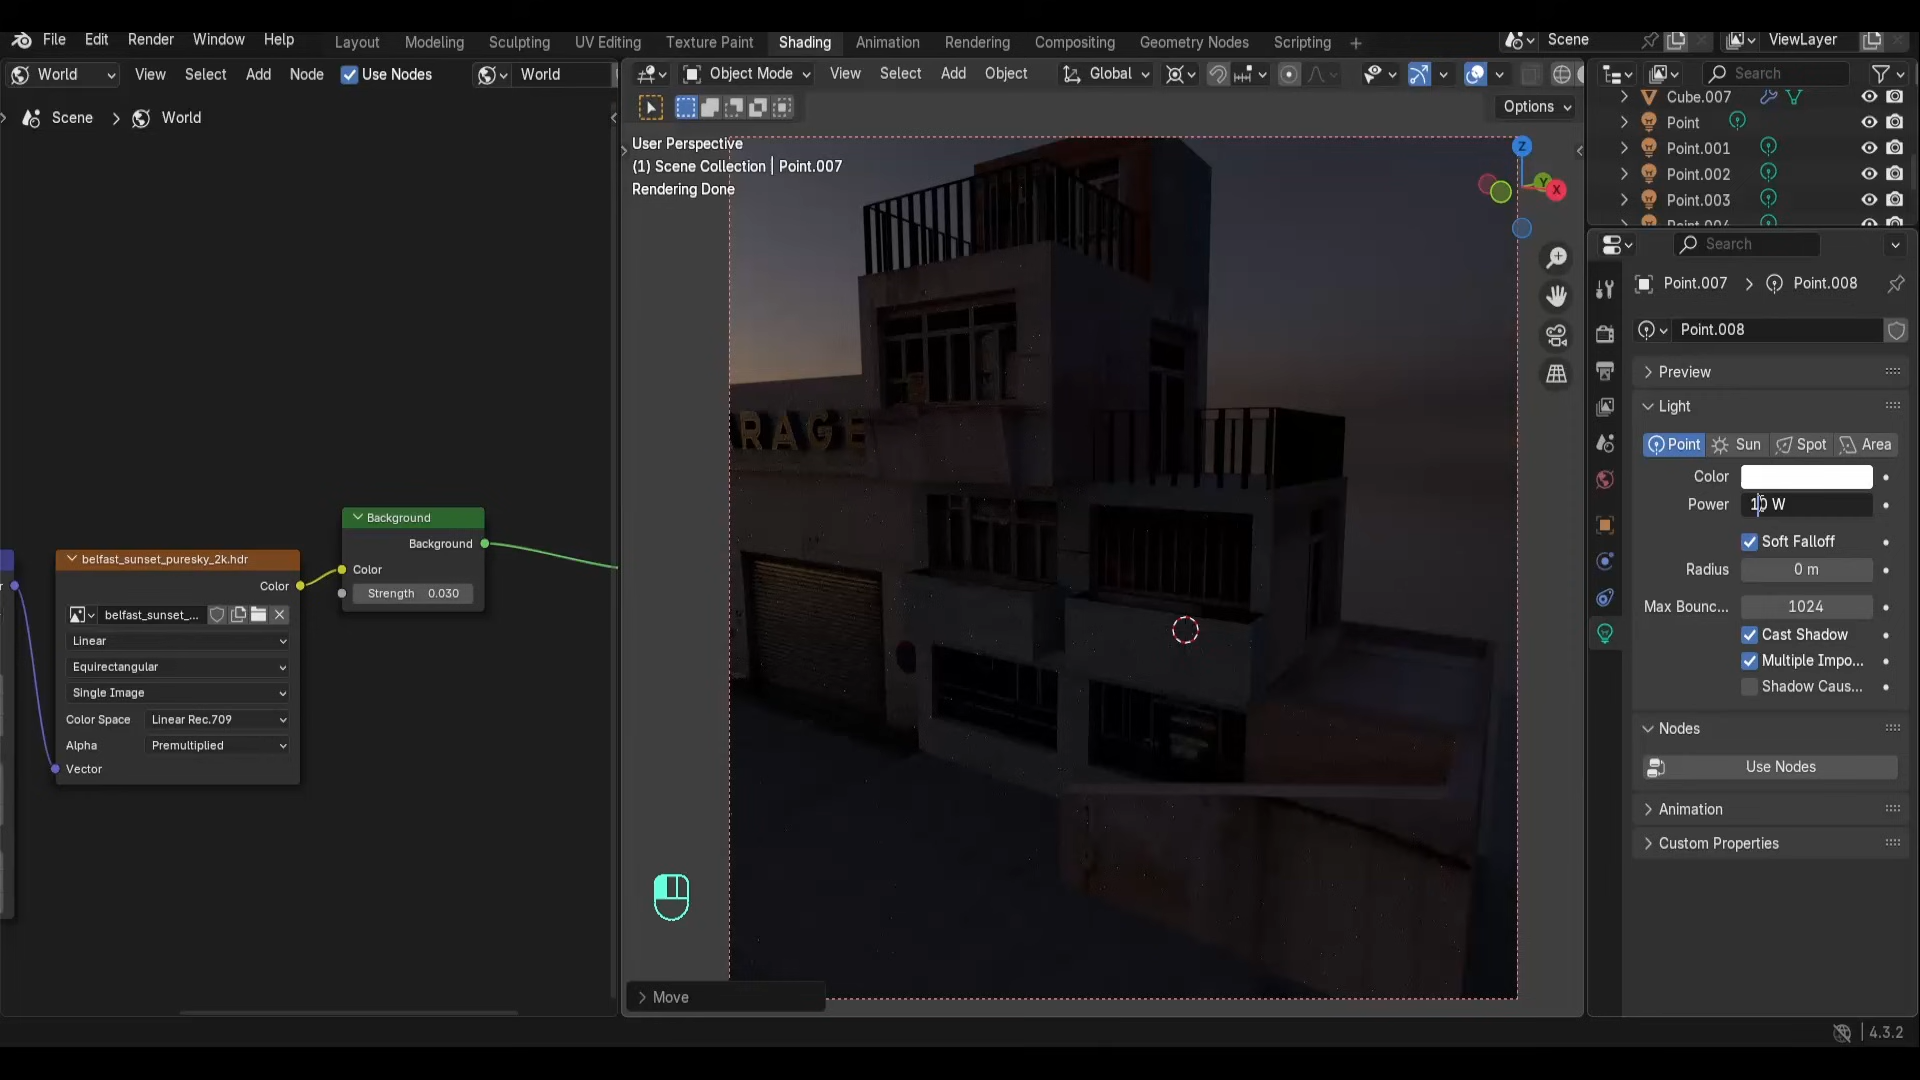 File Edit Render Window Help Layout Modeling Sculpting UV Editing Texture Paint Shading Animation Rendering Compositing Geometry Nodes Scripting Scene ViewLayer
World View Select Add Node Use Nodes World Object Mode View Select Add Object Global Search
Options
Scene World
User Perspective
(1) Scene Collection | Point.007
Rendering Done
Z
Y
X
Cube.007
Point
Point.001
Point.002
Point.003
Search
Point.007 Point.008
Point.008
Preview
Light
Point Sun Spot Area
Color
Power 10 W
Soft Falloff
Radius 0 m
Max Bounc... 1024
Cast Shadow
Multiple Impo...
Shadow Caus...
Nodes
Use Nodes
Animation
Custom Properties
RAGE
Background
Background
Color
Strength 0.030
belfast_sunset_puresky_2k.hdr
Color
belfast_sunset_...
Linear
Equirectangular
Single Image
Color Space Linear Rec.709
Alpha Premultiplied
Vector
Move
4.3.2